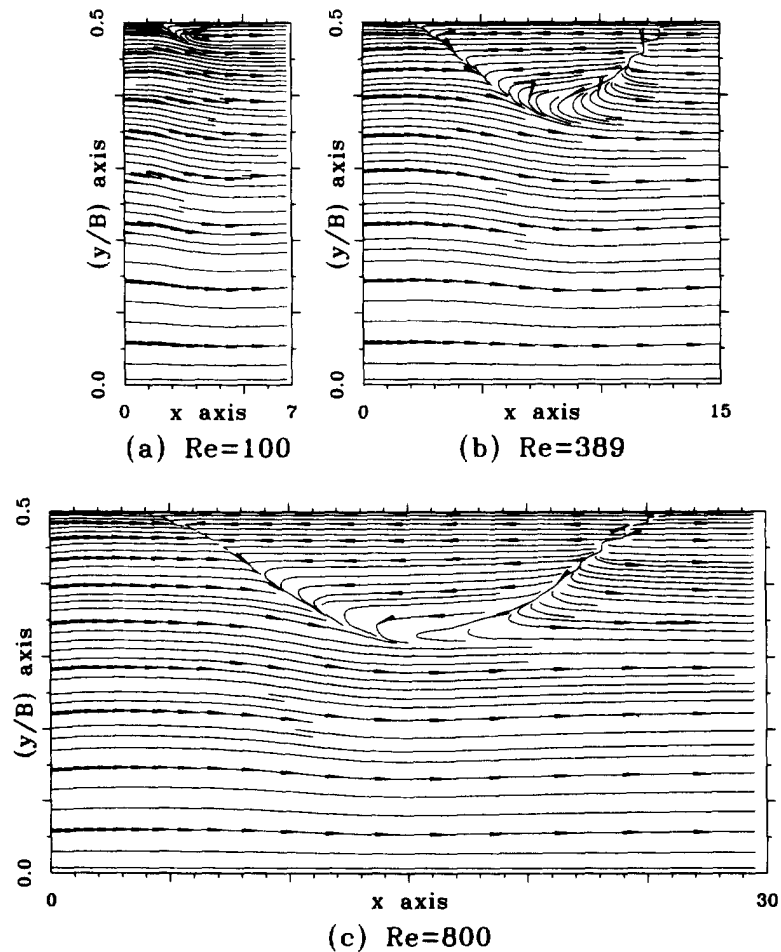 0.5
(y/B) axis
0.0
0 x axis 7
(a) Re=100
0.5
(y/B) axis
0.0
0 x axis 15
(b) Re=389
0.5
(y/B) axis
0.0
0 x axis 30
(c) Re=800